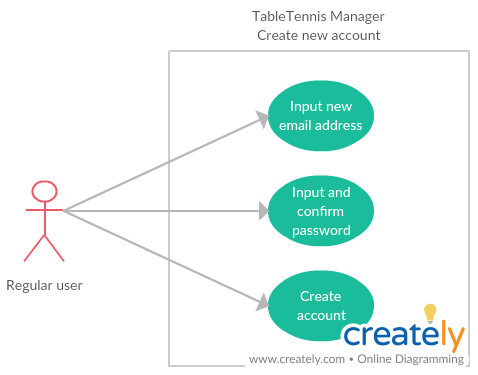 TableTennis Manager
Create new account
Input new
email address
Input and
confirm
password
Regular user
Create
account
creately
www.creately.com • Online Diagramming